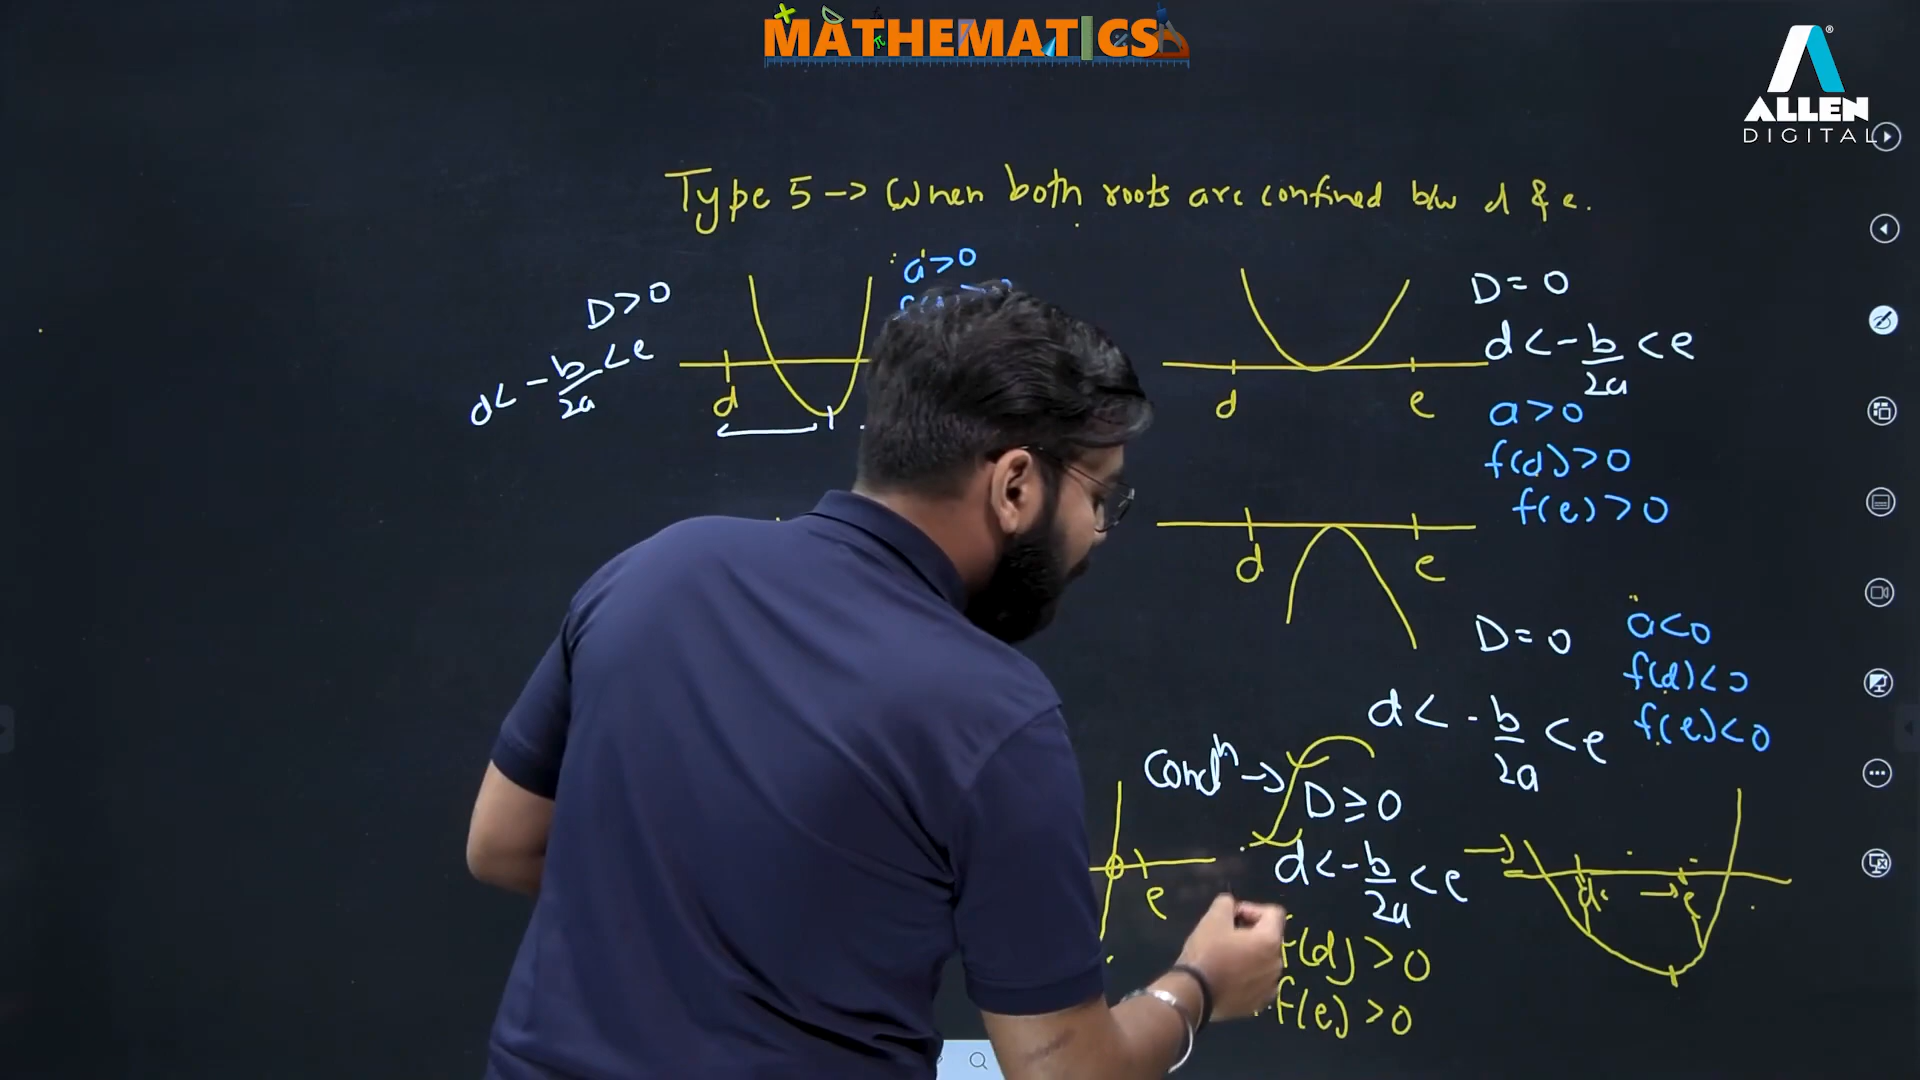 MATHEMATICS
ALLEN
DIGITAL
Type 5 -> When both roots are confined b/w d & e.
D>0
d< -b/2a <e
a>0
d
D=0
d< -b/2a <e
a>0
f(d)>0
f(e)>0
d e
d e
D=0
a<0
f(d)<0
f(e)<0
d< -b/2a <e
Condn ->
D≥0
d< -b/2a <e
f(d)>0
f(e)>0
e
d e